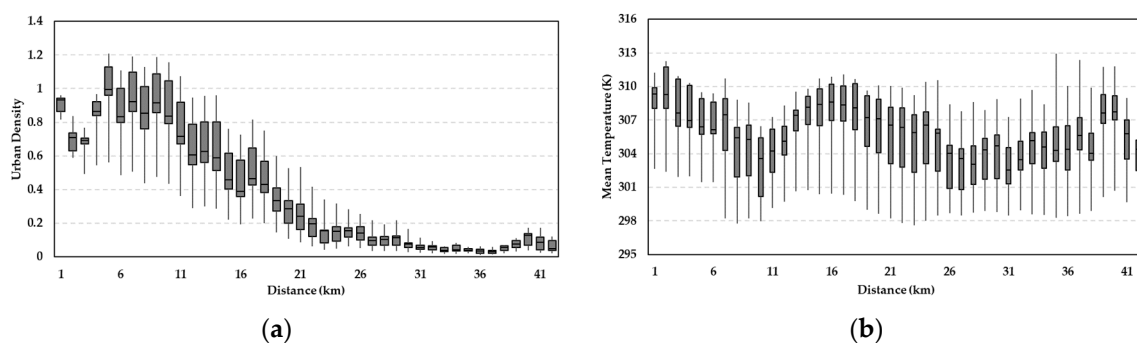 1.4
1.2
1
0.8
0.6
0.4
0.2
0
Urban Density
1 6 11 16 21 26 31 36 41
Distance (km)
(a)
316
313
310
307
304
301
298
295
Mean Temperature (K)
1 6 11 16 21 26 31 35 41
Distance (km)
(b)